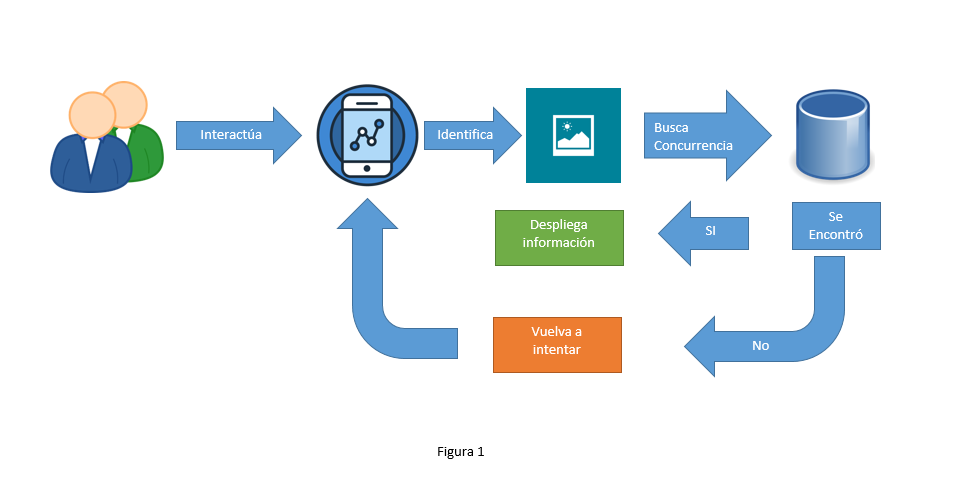 Interactúa
Identifica
Busca
Concurrencia
Despliega
información
SI
Se
Encontró
Vuelva a
intentar
No
Figura 1